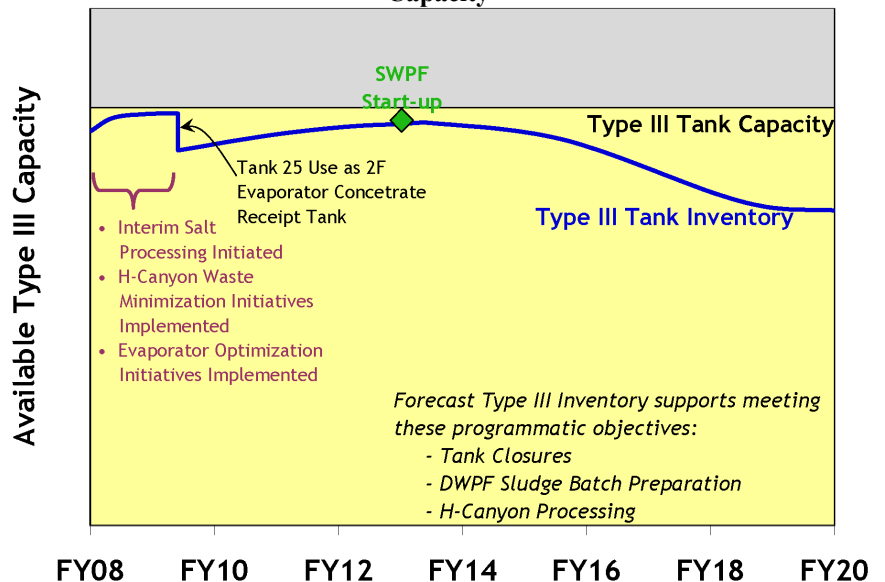 Capacity
SWPF
Start-up
Type III Tank Capacity
Tank 25 Use as 2F
Evaporator Concetrate
Receipt Tank
Type III Tank Inventory
• Interim Salt
Processing Initiated
• H-Canyon Waste
Minimization Initiatives
Implemented
• Evaporator Optimization
Initiatives Implemented
Available Type III Capacity
Forecast Type III Inventory supports meeting
these programmatic objectives:
- Tank Closures
- DWPF Sludge Batch Preparation
- H-Canyon Processing
FY08 FY10 FY12 FY14 FY16 FY18 FY20